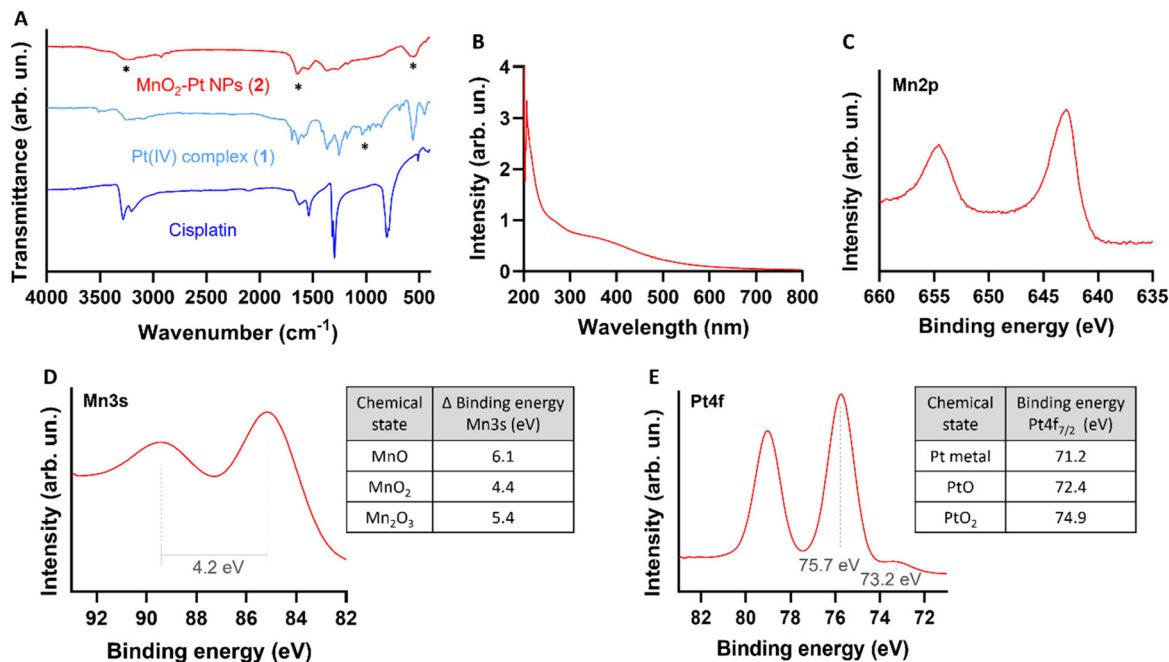 A
Transmittance (arb. un.)
*
*
*
MnO₂-Pt NPs (2)
*
Pt(IV) complex (1)
Cisplatin
4000 3500 3000 2500 2000 1500 1000 500
Wavenumber (cm⁻¹)
B
Intensity (arb. un.)
4
3
2
1
0
200 300 400 500 600 700 800
Wavelength (nm)
C
Mn2p
Intensity (arb. un.)
660 655 650 645 640 635
Binding energy (eV)
D
Mn3s
Intensity (arb. un.)
4.2 eV
92 90 88 86 84 82
Binding energy (eV)
Chemical state Δ Binding energy Mn3s (eV)
MnO 6.1
MnO₂ 4.4
Mn₂O₃ 5.4
E
Pt4f
Intensity (arb. un.)
75.7 eV
73.2 eV
82 80 78 76 74 72
Binding energy (eV)
Chemical state Binding energy Pt4f₇/₂ (eV)
Pt metal 71.2
PtO 72.4
PtO₂ 74.9